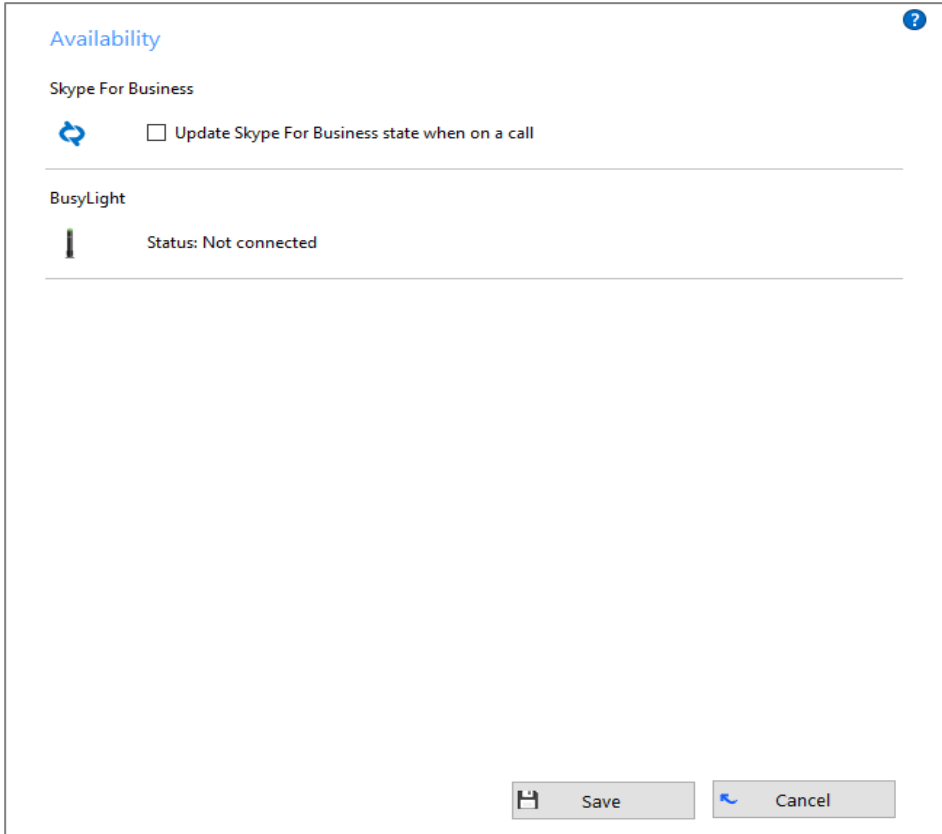 ?
Availability
Skype For Business
Update Skype For Business state when on a call
BusyLight
Status: Not connected
Save
Cancel